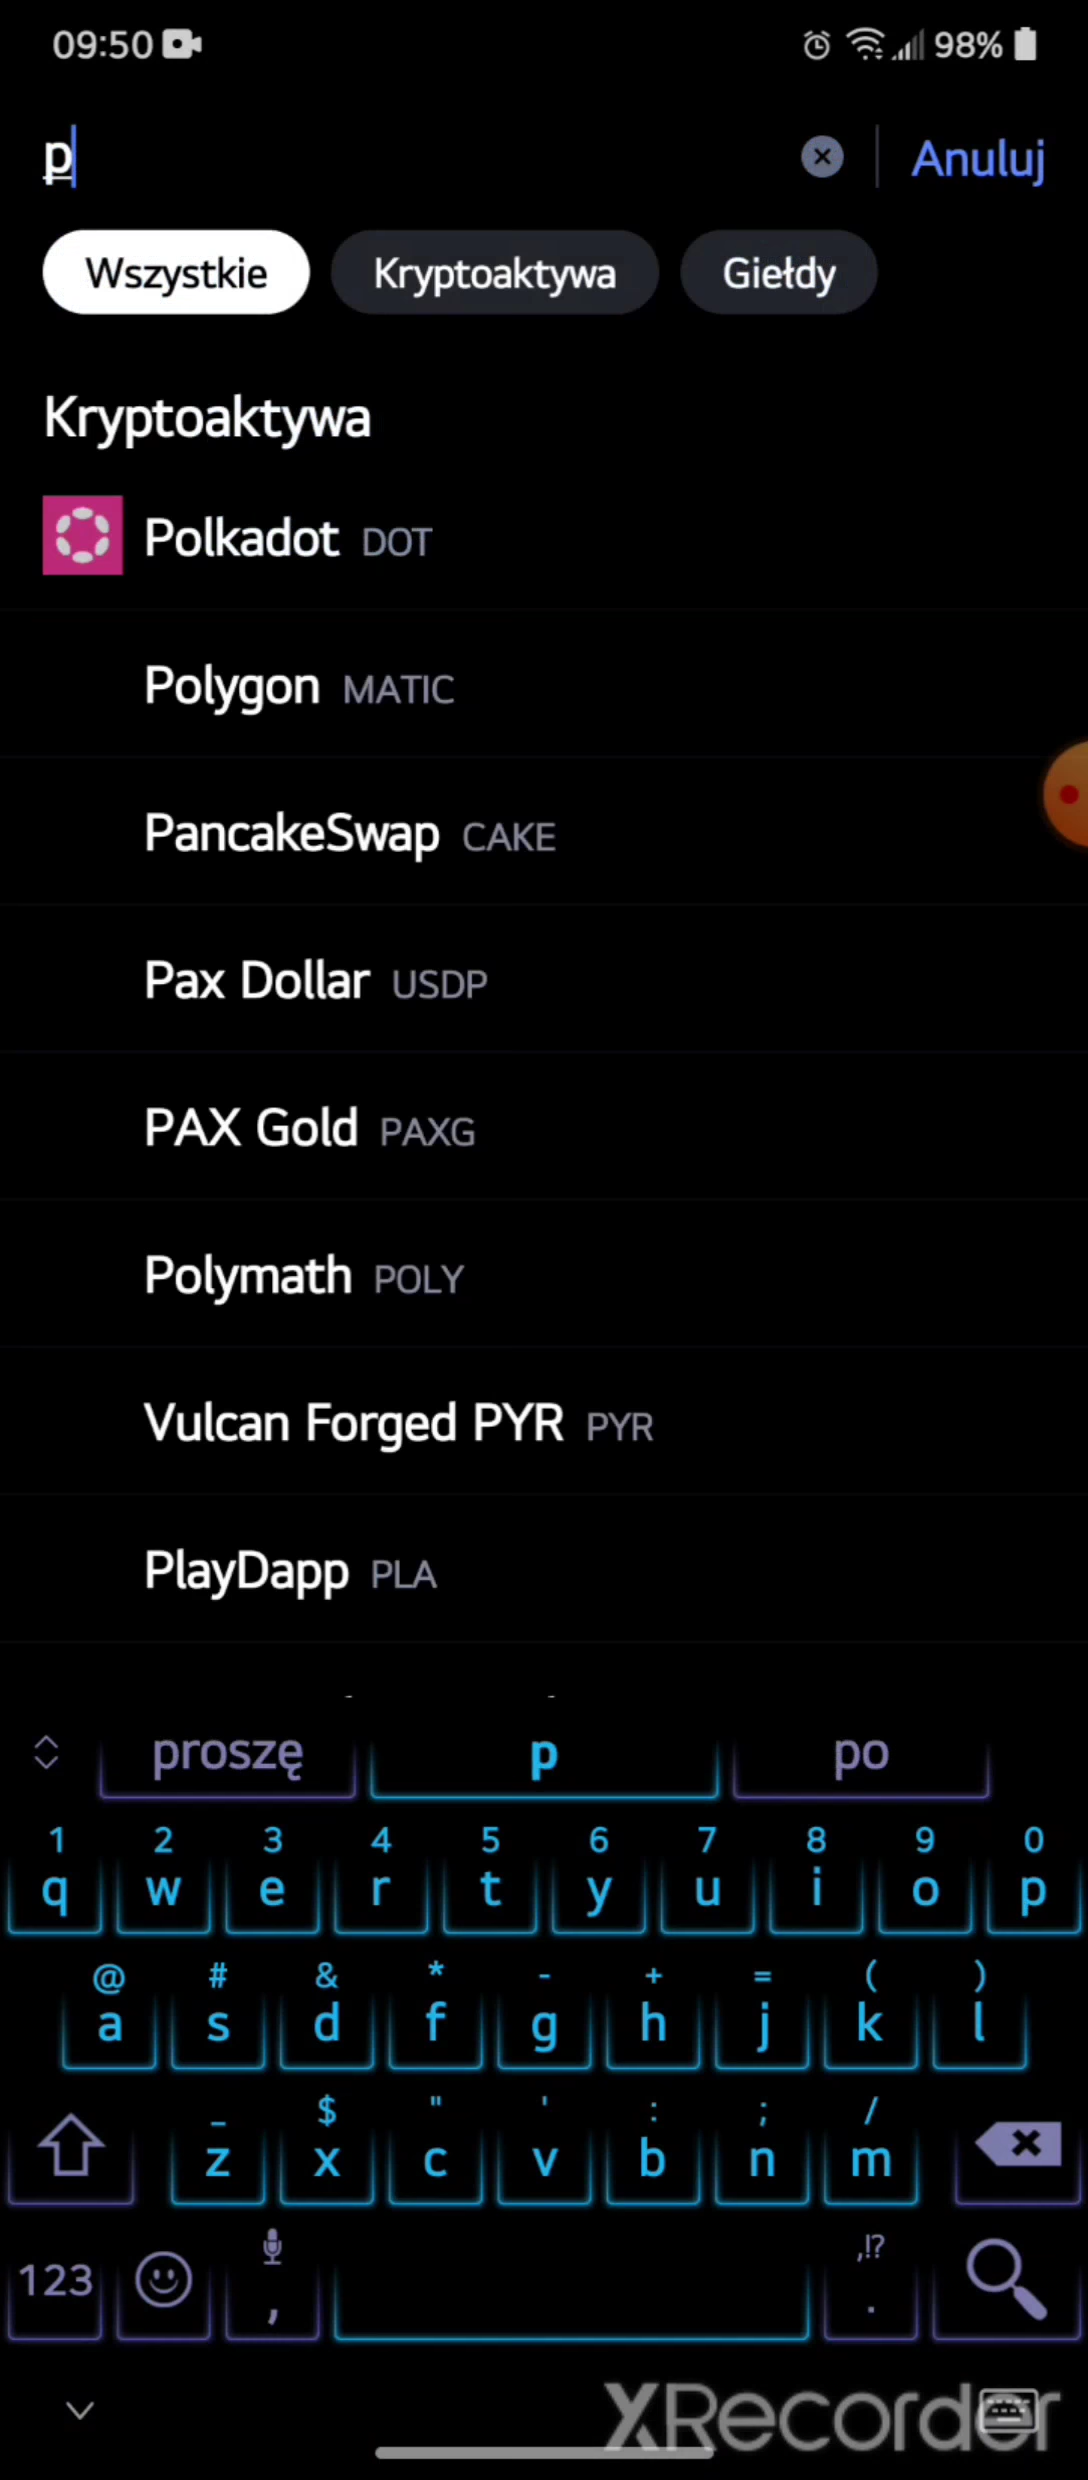 09:50 98%
p Anuluj
Wszystkie Kryptoaktywa Giełdy
Kryptoaktywa
Polkadot DOT
Polygon MATIC
PancakeSwap CAKE
Pax Dollar USDP
PAX Gold PAXG
Polymath POLY
Vulcan Forged PYR PYR
PlayDapp PLA
proszę p po
1 2 3 4 5 6 7 8 9 0
q w e r t y u i o p
@ # & * - + = ( )
a s d f g h j k l
_ $ " ' : ; /
z x c v b n m
,!?
123 , .
XRecorder